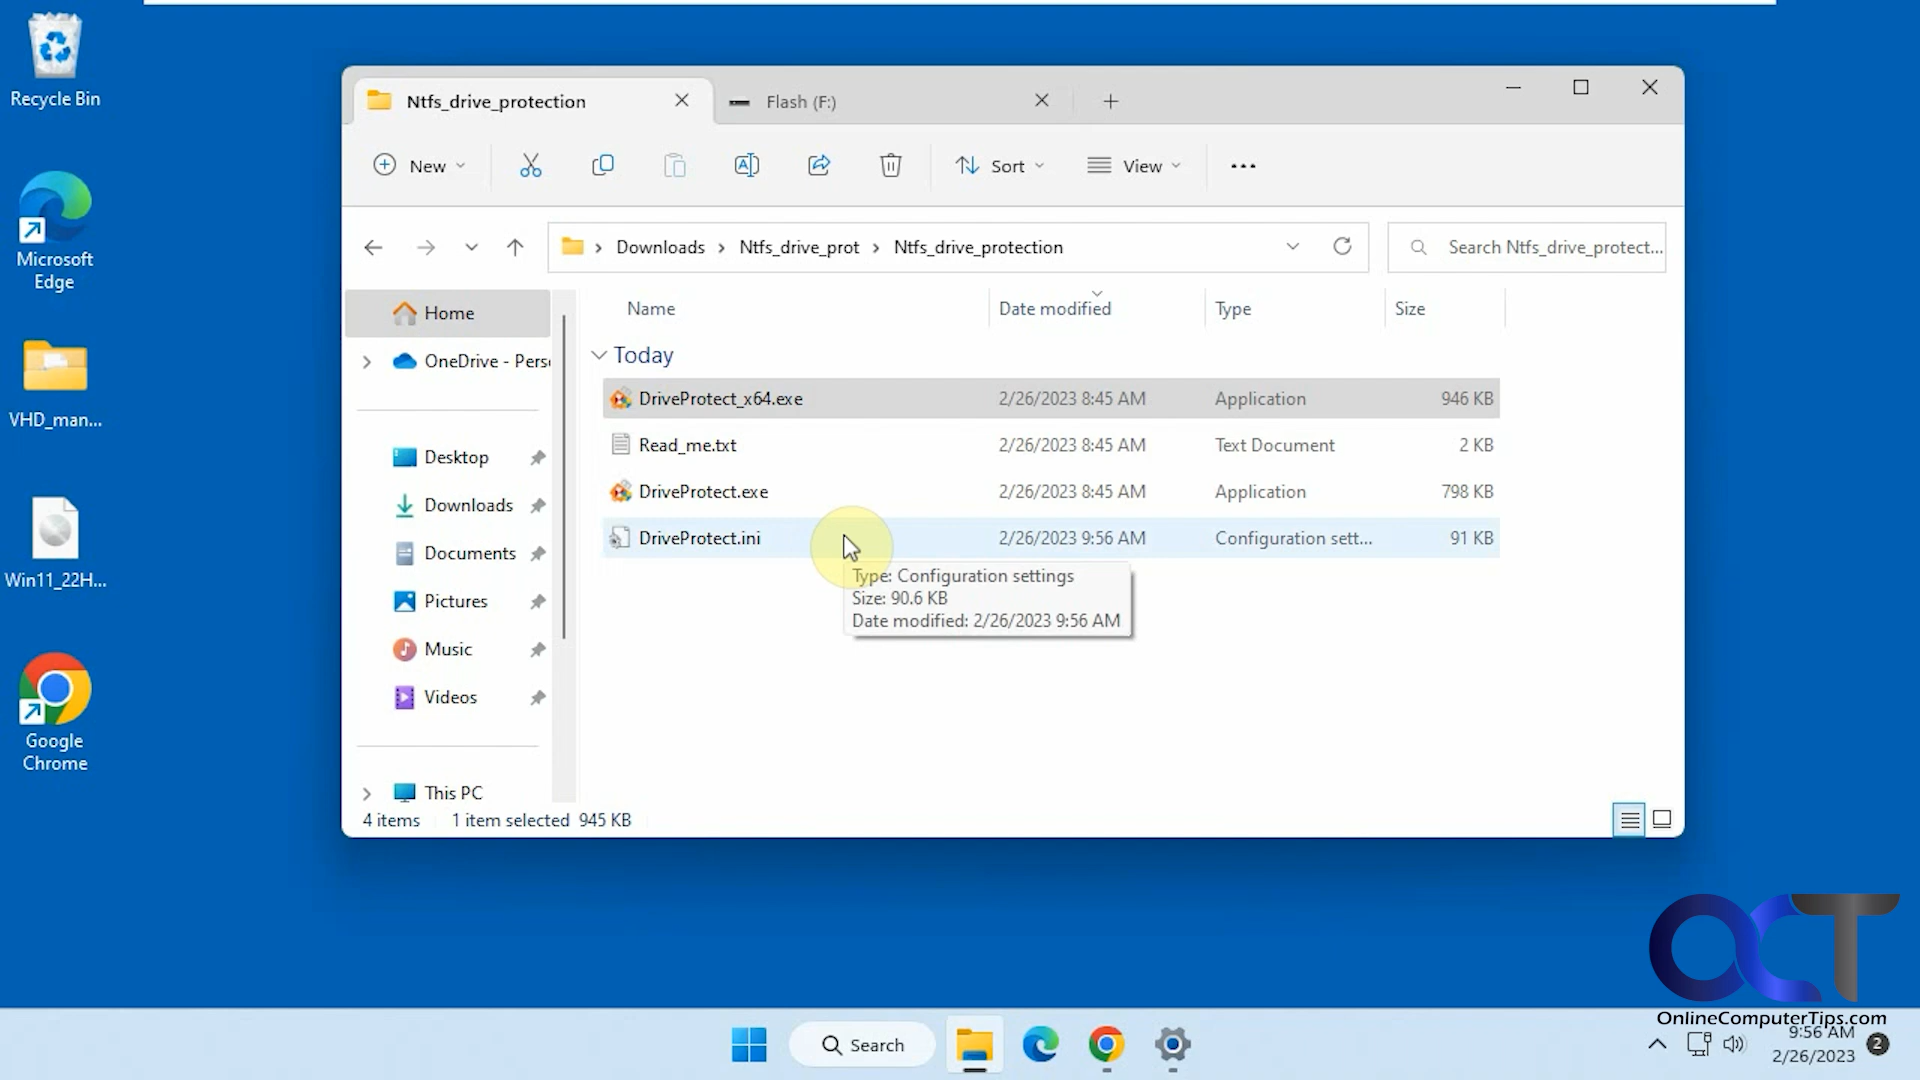 Recycle Bin
Microsoft
Edge
VHD_man...
Win11_22H...
Google
Chrome
Ntfs_drive_protection
Flash (F:)
New
Sort
View
Downloads > Ntfs_drive_prot > Ntfs_drive_protection
Search Ntfs_drive_protect...
Home
OneDrive - Pers
Desktop
Downloads
Documents
Pictures
Music
Videos
This PC
Name Date modified Type Size
Today
DriveProtect_x64.exe 2/26/2023 8:45 AM Application 946 KB
Read_me.txt 2/26/2023 8:45 AM Text Document 2 KB
DriveProtect.exe 2/26/2023 8:45 AM Application 798 KB
DriveProtect.ini 2/26/2023 9:56 AM Configuration sett... 91 KB
Type: Configuration settings
Size: 90.6 KB
Date modified: 2/26/2023 9:56 AM
4 items 1 item selected 945 KB
OCT
OnlineComputerTips.com
Search
9:56 AM
2/26/2023
2